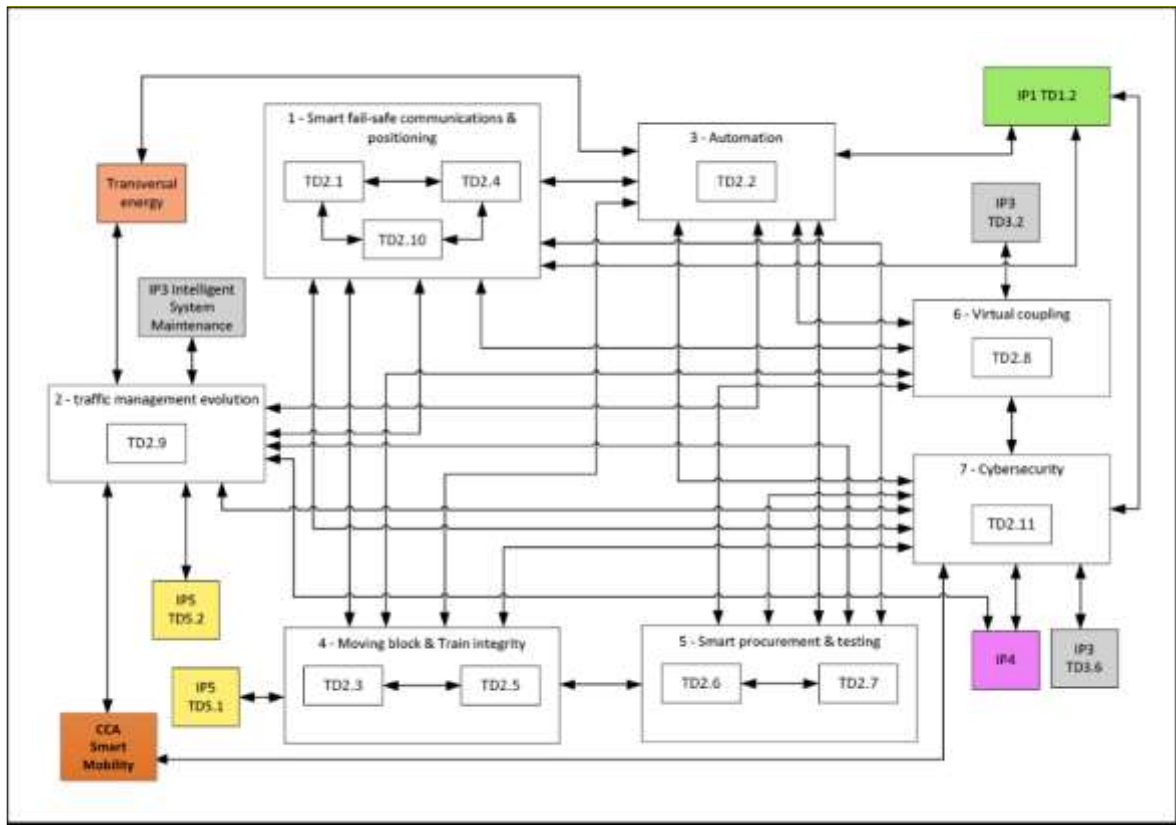 1 - Smart fail-safe communications &
positioning
TD2.1
TD2.4
TD2.10
3 - Automation
TD2.2
IP1 TD1.2
Transversal
energy
IP3
TD3.2
IP3 Intelligent
System
Maintenance
6 - Virtual coupling
TD2.8
2 - traffic management evolution
TD2.9
7 - Cybersecurity
TD2.11
IP5
TD5.2
4 - Moving block & Train integrity
TD2.3
TD2.5
5 - Smart procurement & testing
TD2.6
TD2.7
IP4
IP3
TD3.6
IP5
TD5.1
CCA
Smart
Mobility